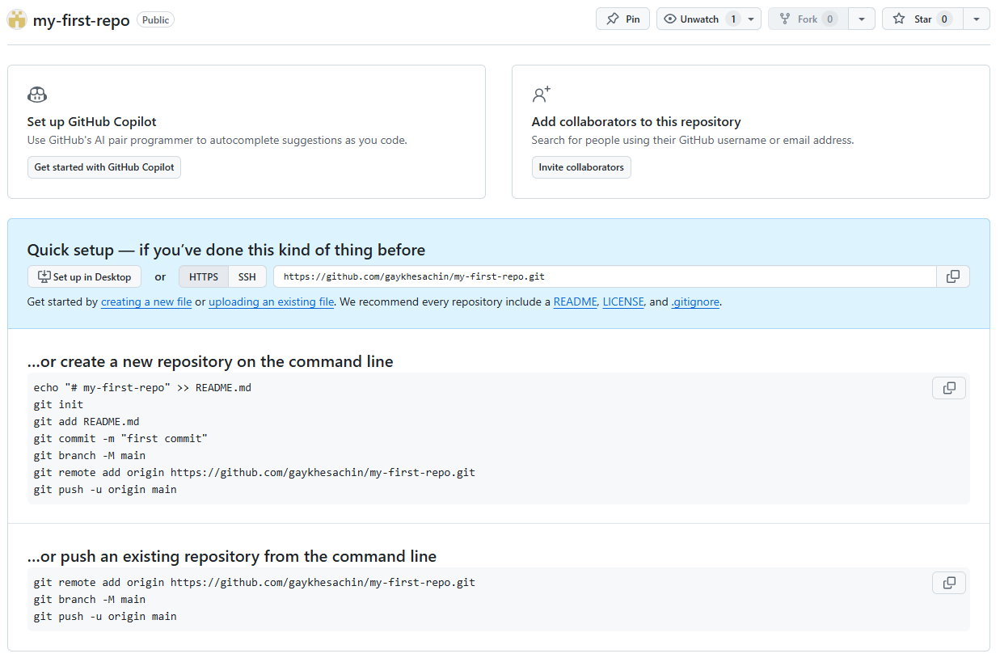 my-first-repo Public Pin Unwatch 1 Fork 0 Star 0
Set up GitHub Copilot
Use GitHub's AI pair programmer to autocomplete suggestions as you code.
Get started with GitHub Copilot
Add collaborators to this repository
Search for people using their GitHub username or email address.
Invite collaborators
Quick setup — if you’ve done this kind of thing before
Set up in Desktop or HTTPS SSH https://github.com/gaykhesachin/my-first-repo.git
Get started by creating a new file or uploading an existing file. We recommend every repository include a README, LICENSE, and .gitignore.
…or create a new repository on the command line
echo "# my-first-repo" >> README.md
git init
git add README.md
git commit -m "first commit"
git branch -M main
git remote add origin https://github.com/gaykhesachin/my-first-repo.git
git push -u origin main
…or push an existing repository from the command line
git remote add origin https://github.com/gaykhesachin/my-first-repo.git
git branch -M main
git push -u origin main